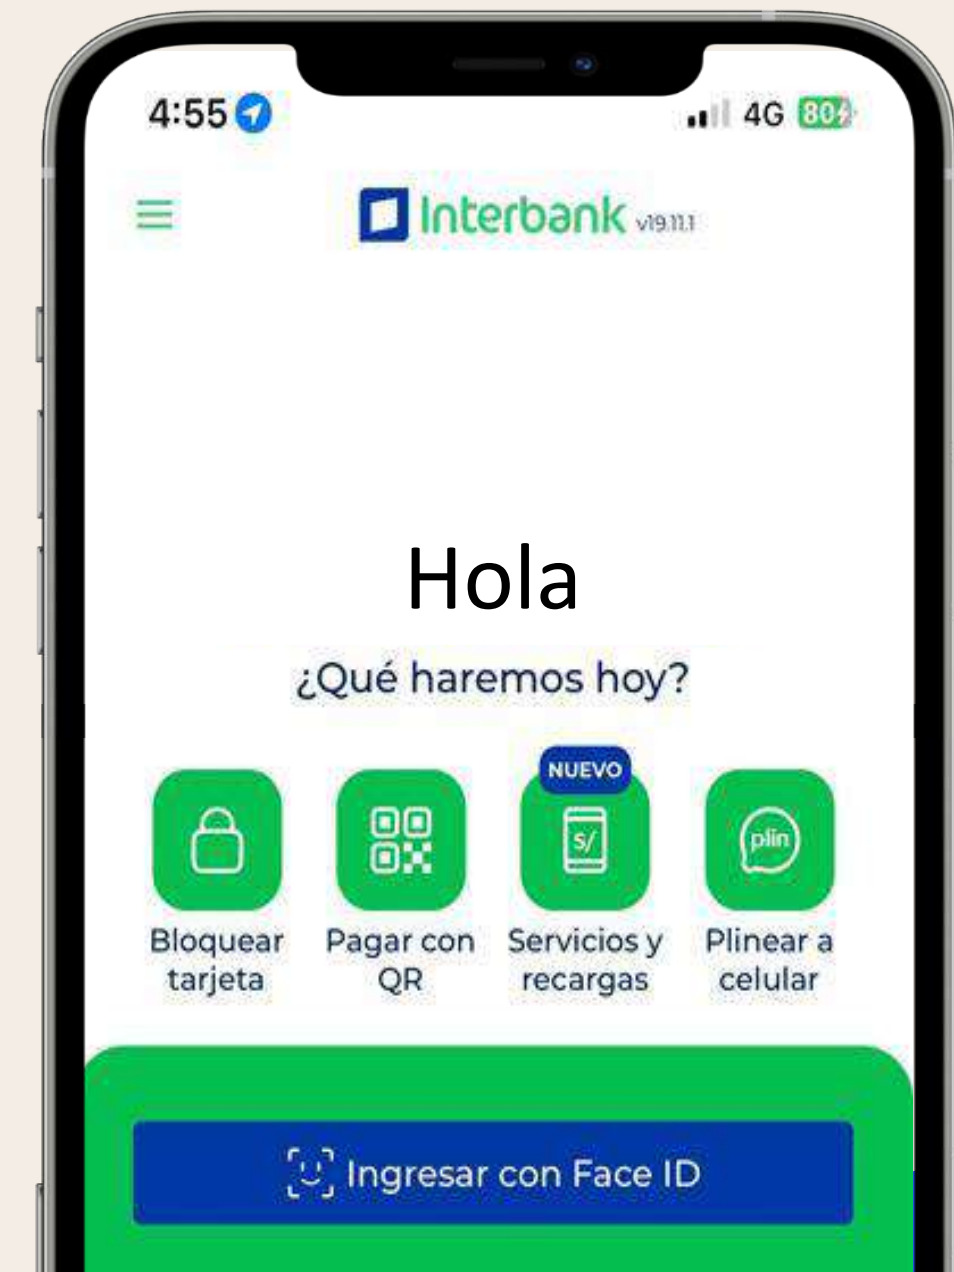 4:55 4G 80
Interbank v19.11.1
Hola
¿Qué haremos hoy?
NUEVO
S/ plin
Bloquear tarjeta
Pagar con QR
Servicios y recargas
Plinear a celular
Ingresar con Face ID